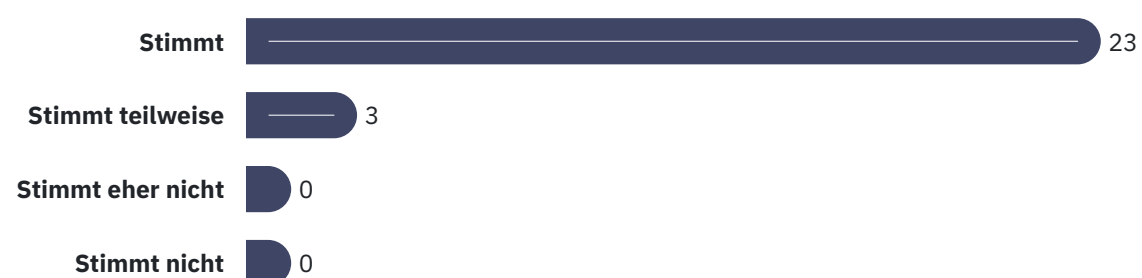 Stimmt 23
Stimmt teilweise 3
Stimmt eher nicht 0
Stimmt nicht 0